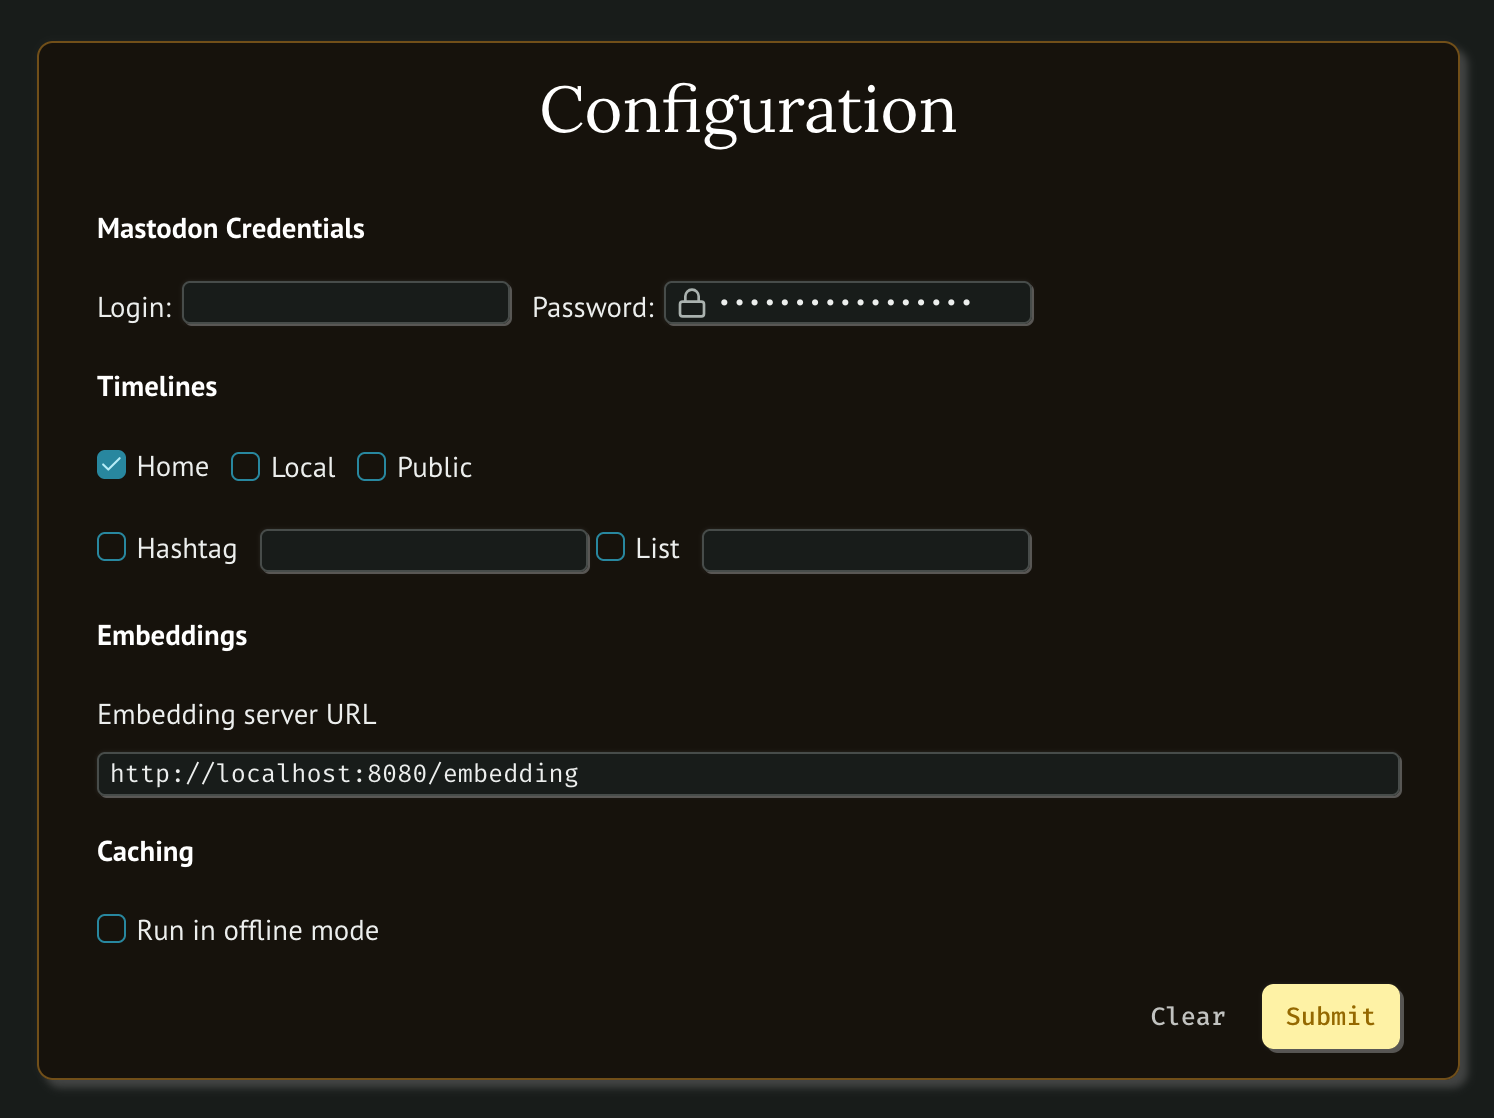 Configuration
Mastodon Credentials
Login: Password: •••••••••••••••••
Timelines
Home Local Public
Hashtag List
Embeddings
Embedding server URL
http://localhost:8080/embedding
Caching
Run in offline mode
Clear Submit